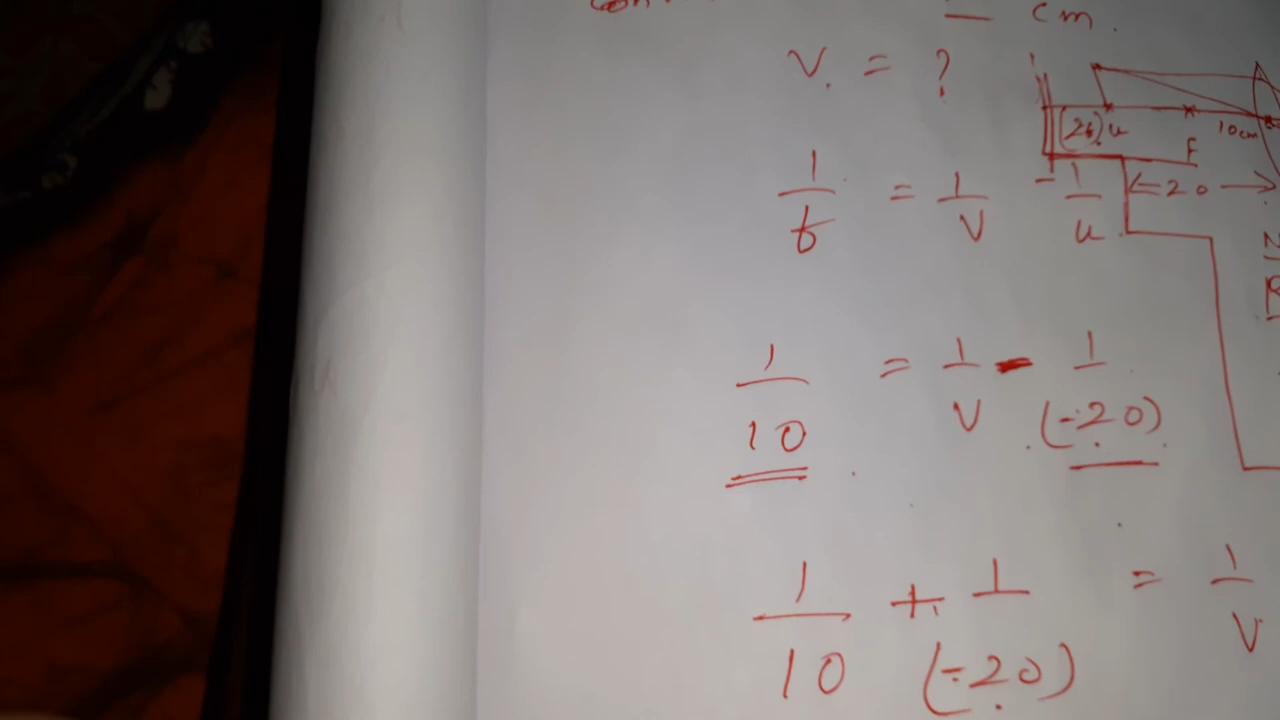 cm.
V. = ?
(20) u
F
10cm
20
1/f = 1/V - 1/u
1/10 = 1/V - 1/(-20)
1/10 + 1/(-20) = 1/V